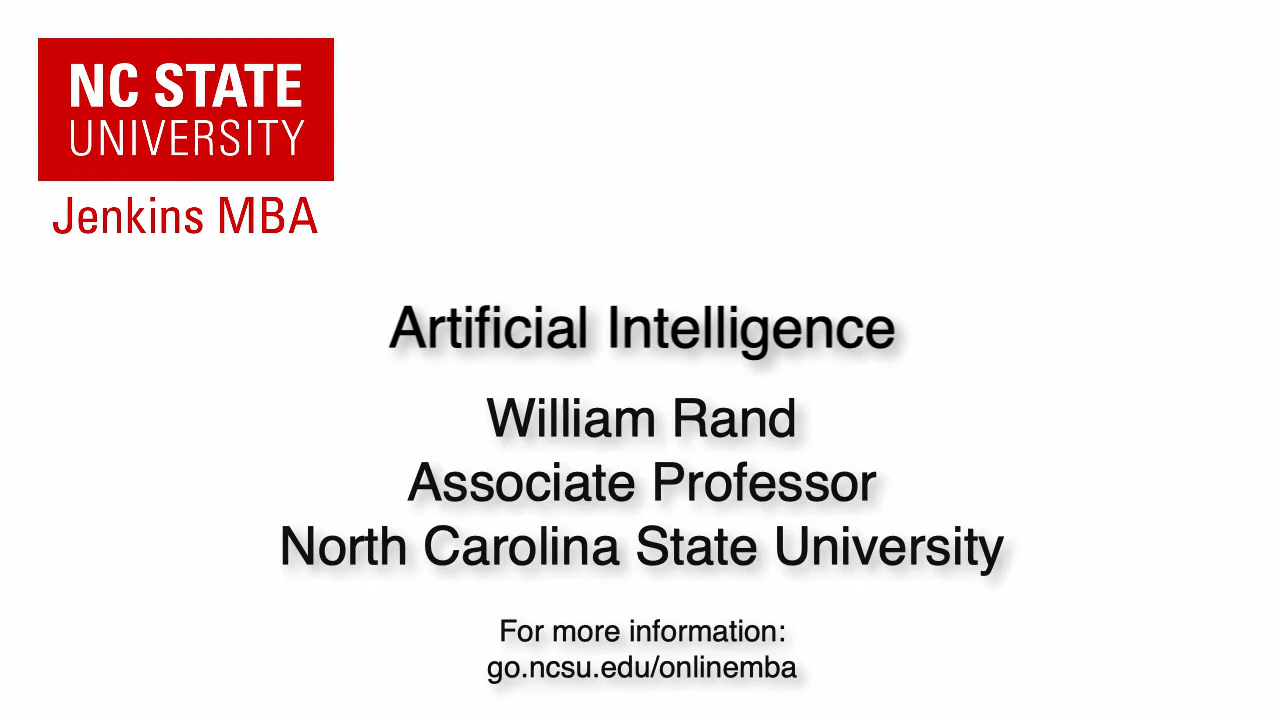 NC STATE
UNIVERSITY
Jenkins MBA
Artificial Intelligence
William Rand
Associate Professor
North Carolina State University
For more information:
go.ncsu.edu/onlinemba